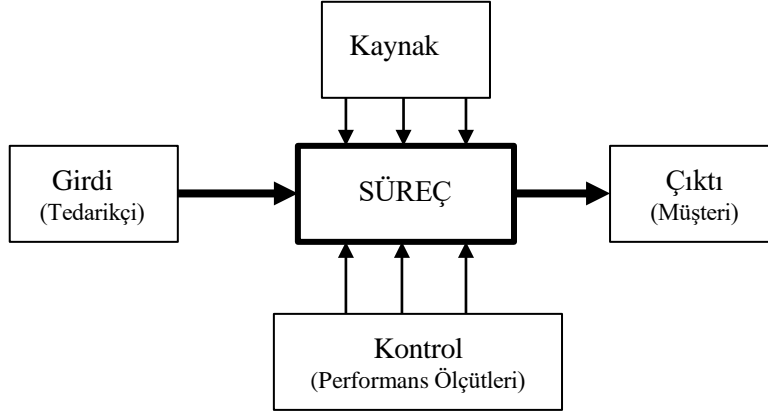 Kaynak
Girdi
(Tedarikçi)
SÜREÇ
Çıktı
(Müşteri)
Kontrol
(Performans Ölçütleri)